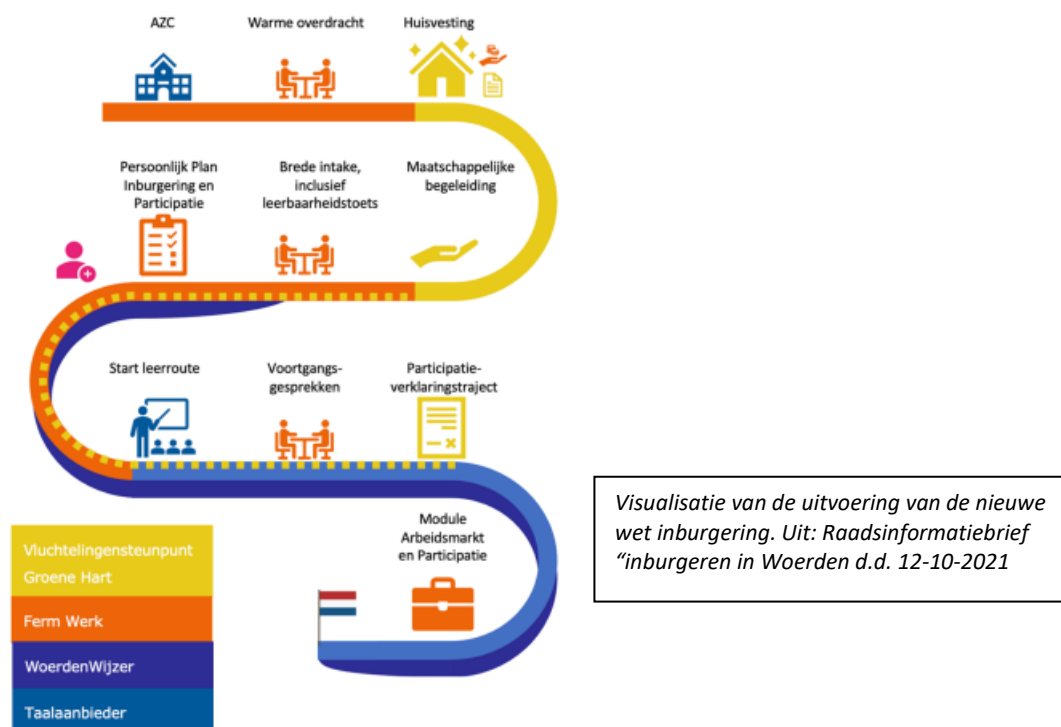 AZC
Warme overdracht
Huisvesting
Persoonlijk Plan
Inburgering en
Participatie
Brede intake,
inclusief
leerbaarheidstoets
Maatschappelijke
begeleiding
Start leerroute
Voortgangs-
gesprekken
Participatie-
verklaringstraject
Module
Arbeidsmarkt
en Participatie
Vluchtelingensteunpunt
Groene Hart
Ferm Werk
WoerdenWijzer
Taalaanbieder
Visualisatie van de uitvoering van de nieuwe
wet inburgering. Uit: Raadsinformatiebrief
“inburgeren in Woerden d.d. 12-10-2021